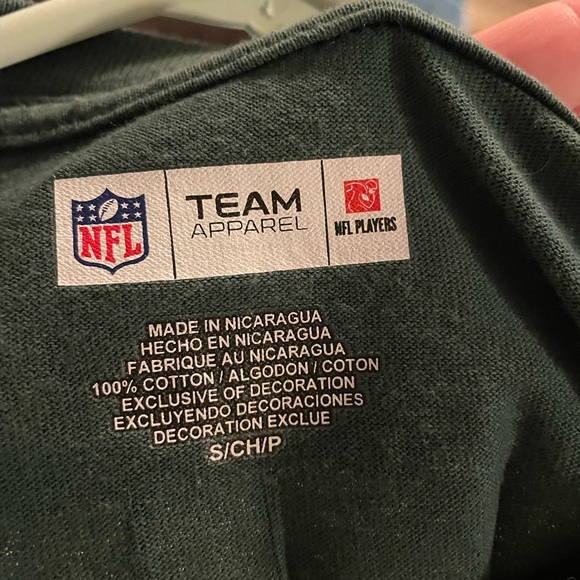 NFL
TEAM
APPAREL
NFL PLAYERS
MADE IN NICARAGUA
HECHO EN NICARAGUA
FABRIQUE AU NICARAGUA
100% COTTON / ALGODON / COTON
EXCLUSIVE OF DECORATION
EXCLUYENDO DECORACIONES
DECORATION EXCLUE
S/CH/P